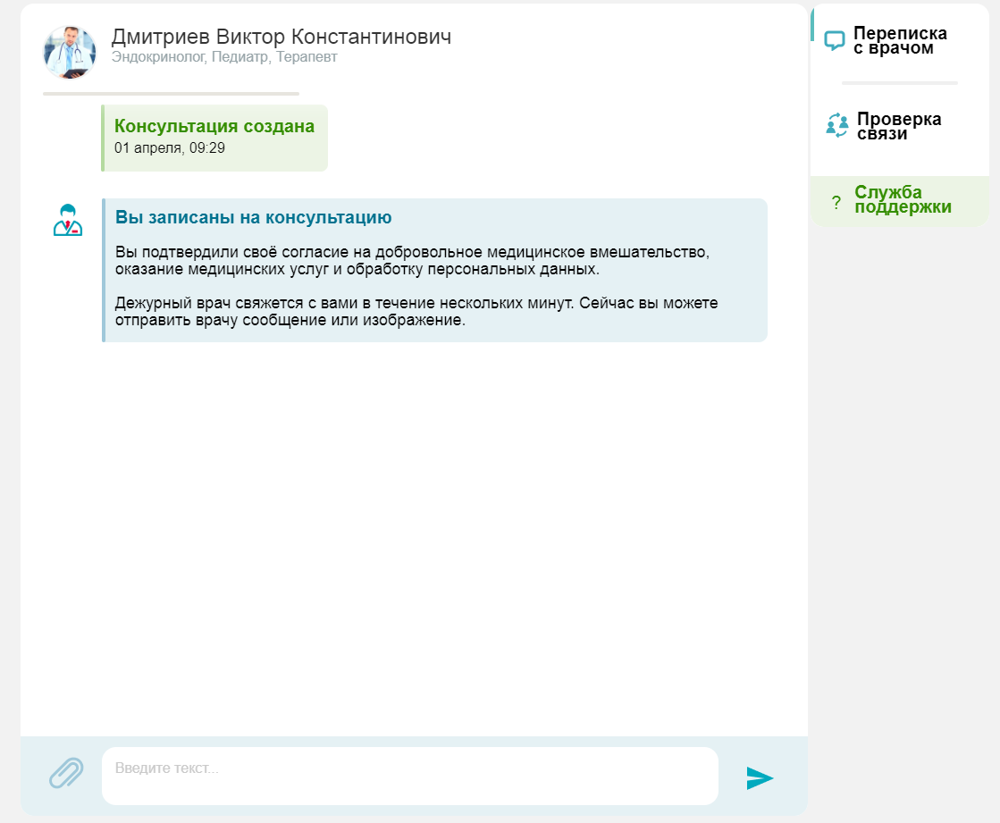 Дмитриев Виктор Константинович
Эндокринолог, Педиатр, Терапевт
Консультация создана
01 апреля, 09:29
Вы записаны на консультацию
Вы подтвердили своё согласие на добровольное медицинское вмешательство,
оказание медицинских услуг и обработку персональных данных.
Дежурный врач свяжется с вами в течение нескольких минут. Сейчас вы можете
отправить врачу сообщение или изображение.
Введите текст...
Переписка
с врачом
Проверка
связи
? Служба
поддержки